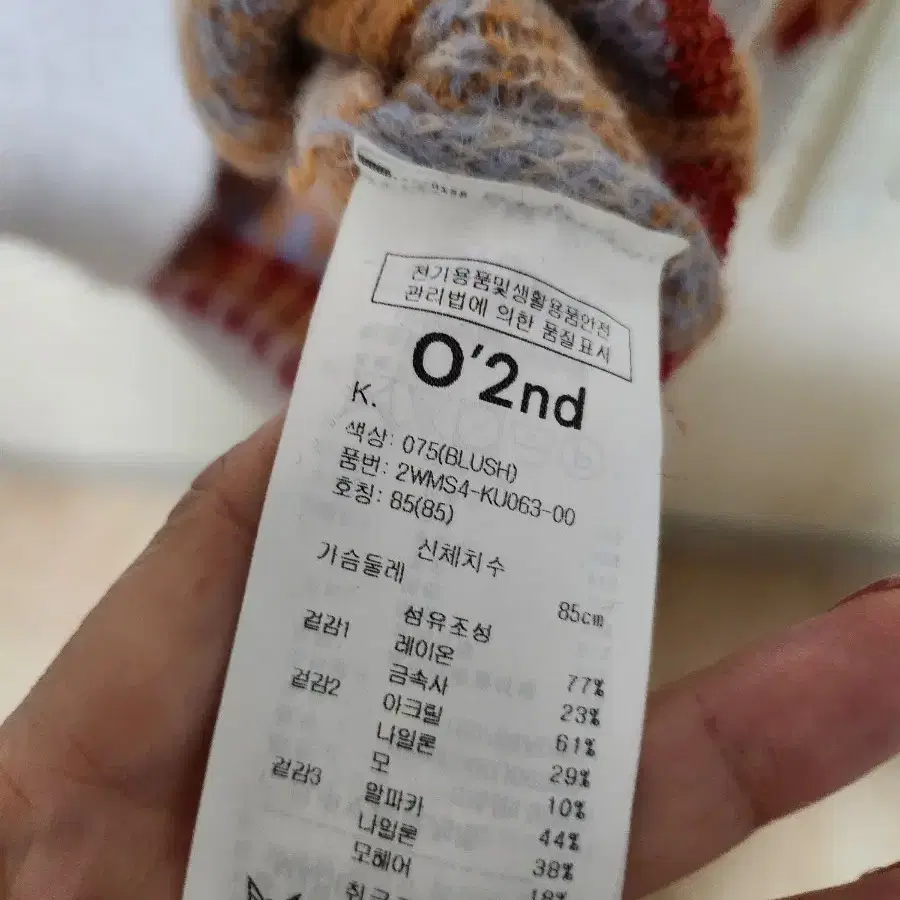 전기용품및생활용품안전
관리법에 의한 품질표시
O'2nd
K.
색상: 075(BLUSH)
품번: 2WMS4-KU063-00
호칭: 85(85)
신체치수
가슴둘레 85cm
섬유조성
겉감1 레이온 77%
금속사 23%
겉감2 아크릴 61%
나일론 29%
모 10%
겉감3 알파카 44%
나일론 38%
모헤어 18%